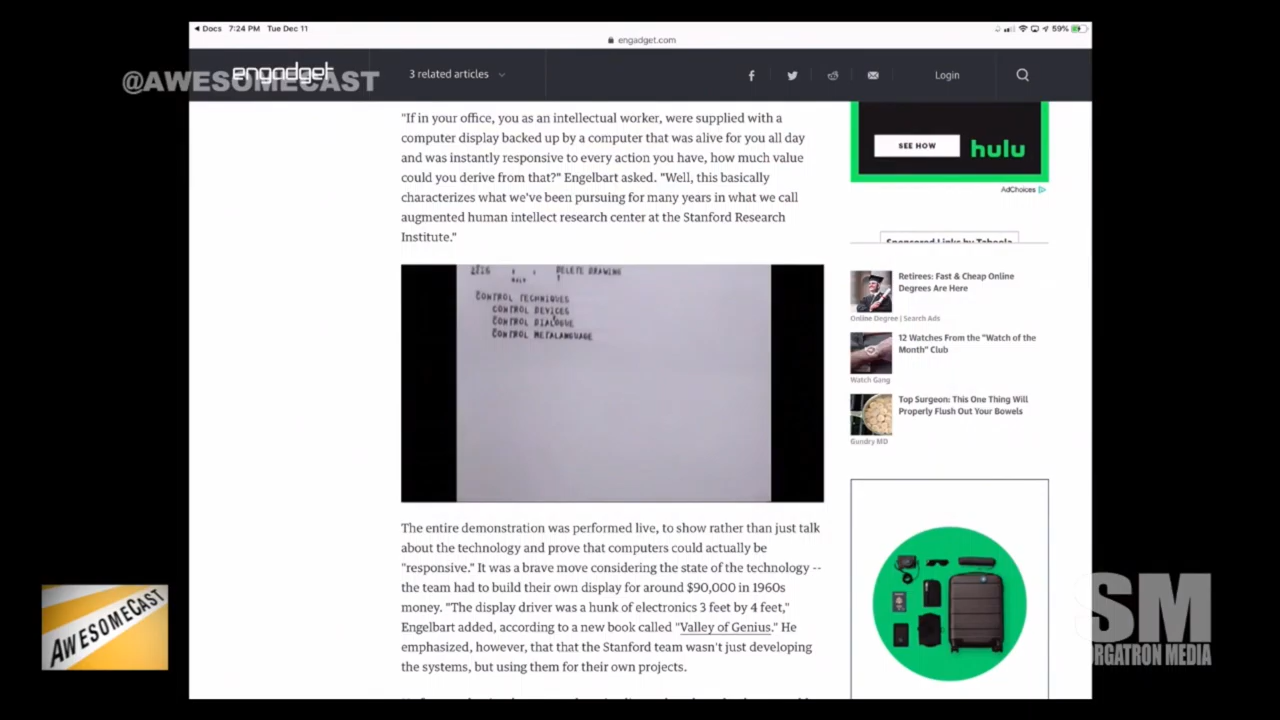 Docs 7:24 PM Tue Dec 11
59%
engadget.com
engadget
3 related articles
Login
@AWESOMECAST
"If in your office, you as an intellectual worker, were supplied with a
computer display backed up by a computer that was alive for you all day
and was instantly responsive to every action you have, how much value
could you derive from that?" Engelbart asked. "Well, this basically
characterizes what we've been pursuing for many years in what we call
augmented human intellect research center at the Stanford Research
Institute."
DELETE DRAWING
CONTROL TECHNIQUES
CONTROL DEVICES
CONTROL DIALOGUE
CONTROL METALANGUAGE
The entire demonstration was performed live, to show rather than just talk
about the technology and prove that computers could actually be
"responsive." It was a brave move considering the state of the technology --
the team had to build their own display for around $90,000 in 1960s
money. "The display driver was a hunk of electronics 3 feet by 4 feet,"
Engelbart added, according to a new book called "Valley of Genius." He
emphasized, however, that that the Stanford team wasn't just developing
the systems, but using them for their own projects.
SEE HOW
hulu
AdChoices
Sponsored Links by Taboola
Retirees: Fast & Cheap Online
Degrees Are Here
Online Degree | Search Ads
12 Watches From the "Watch of the
Month" Club
Watch Gang
Top Surgeon: This One Thing Will
Properly Flush Out Your Bowels
Gundry MD
AWESOMECAST
SM
ORGATRON MEDIA